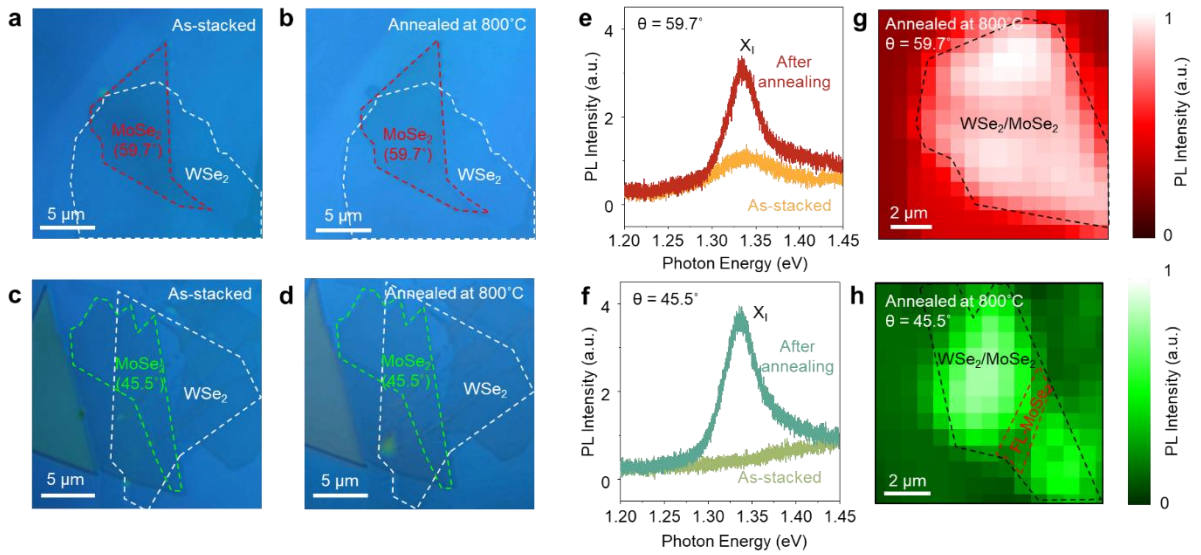 a
As-stacked
MoSe₂
(59.7˚)
WSe₂
5 µm
b
Annealed at 800˚C
MoSe₂
(59.7˚)
WSe₂
5 µm
c
As-stacked
MoSe₂
(45.5˚)
WSe₂
5 µm
d
Annealed at 800˚C
MoSe₂
(45.5˚)
WSe₂
5 µm
e
θ = 59.7˚
X_I
After
annealing
As-stacked
PL Intensity (a.u.)
4
2
0
1.20 1.25 1.30 1.35 1.40 1.45
Photon Energy (eV)
f
θ = 45.5˚
X_I
After
annealing
As-stacked
PL Intensity (a.u.)
4
2
0
1.20 1.25 1.30 1.35 1.40 1.45
Photon Energy (eV)
g
Annealed at 800˚C
θ = 59.7˚
WSe₂/MoSe₂
2 µm
1
0
PL Intensity (a.u.)
h
Annealed at 800˚C
θ = 45.5˚
WSe₂/MoSe₂
FL-MoSe₂
2 µm
1
0
PL Intensity (a.u.)